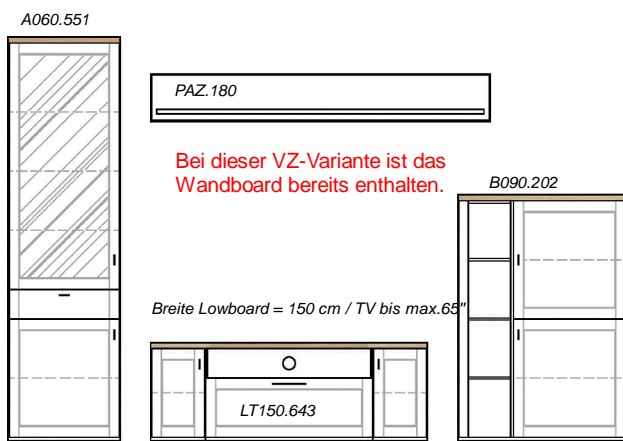 A060.551
PAZ.180
Bei dieser VZ-Variante ist das
Wandboard bereits enthalten.
B090.202
Breite Lowboard = 150 cm / TV bis max.65"
LT150.643